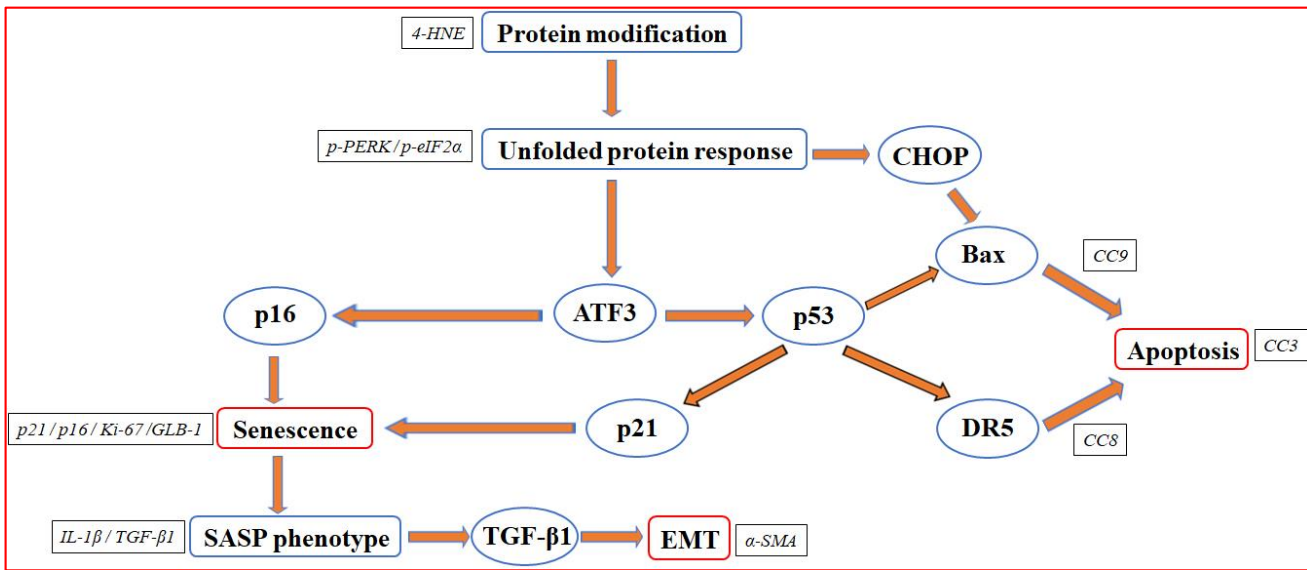 4-HNE
Protein modification
p-PERK / p-eIF2α
Unfolded protein response
CHOP
Bax
CC9
p16
ATF3
p53
Apoptosis
CC3
p21 / p16 / Ki-67 /GLB-1
Senescence
p21
DR5
CC8
IL-1β / TGF-β1
SASP phenotype
TGF-β1
EMT
α-SMA